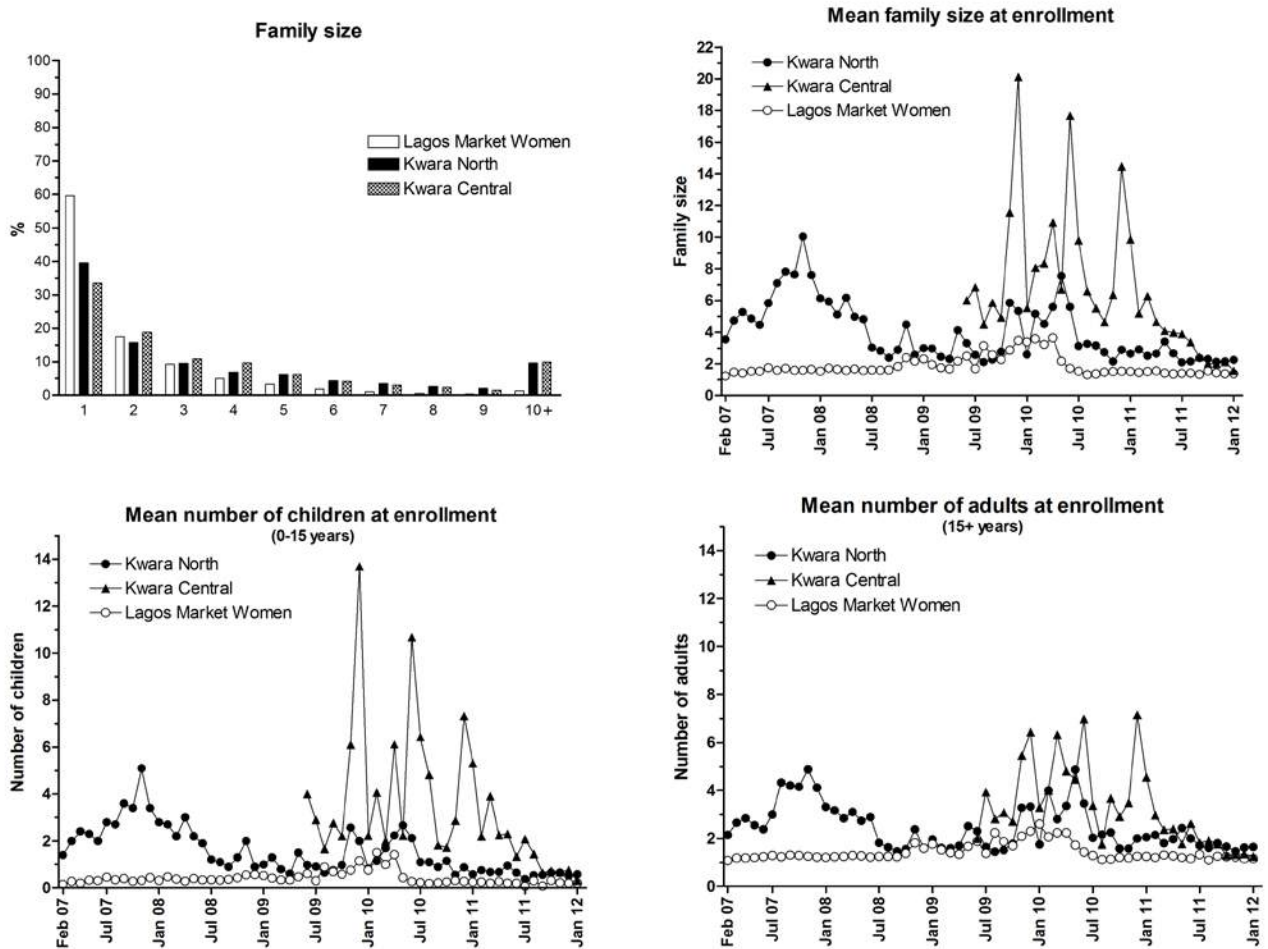 Family size
100
90
80
70
60
50
40
30
20
10
0
%
Lagos Market Women
Kwara North
Kwara Central
1 2 3 4 5 6 7 8 9 10+
Mean family size at enrollment
22
20
18
16
14
12
10
8
6
4
2
0
Family size
Kwara North
Kwara Central
Lagos Market Women
Feb 07
Jul 07
Jan 08
Jul 08
Jan 09
Jul 09
Jan 10
Jul 10
Jan 11
Jul 11
Jan 12
Mean number of children at enrollment
(0-15 years)
14
12
10
8
6
4
2
0
Number of children
Kwara North
Kwara Central
Lagos Market Women
Feb 07
Jul 07
Jan 08
Jul 08
Jan 09
Jul 09
Jan 10
Jul 10
Jan 11
Jul 11
Jan 12
Mean number of adults at enrollment
(15+ years)
14
12
10
8
6
4
2
0
Number of adults
Kwara North
Kwara Central
Lagos Market Women
Feb 07
Jul 07
Jan 08
Jul 08
Jan 09
Jul 09
Jan 10
Jul 10
Jan 11
Jul 11
Jan 12